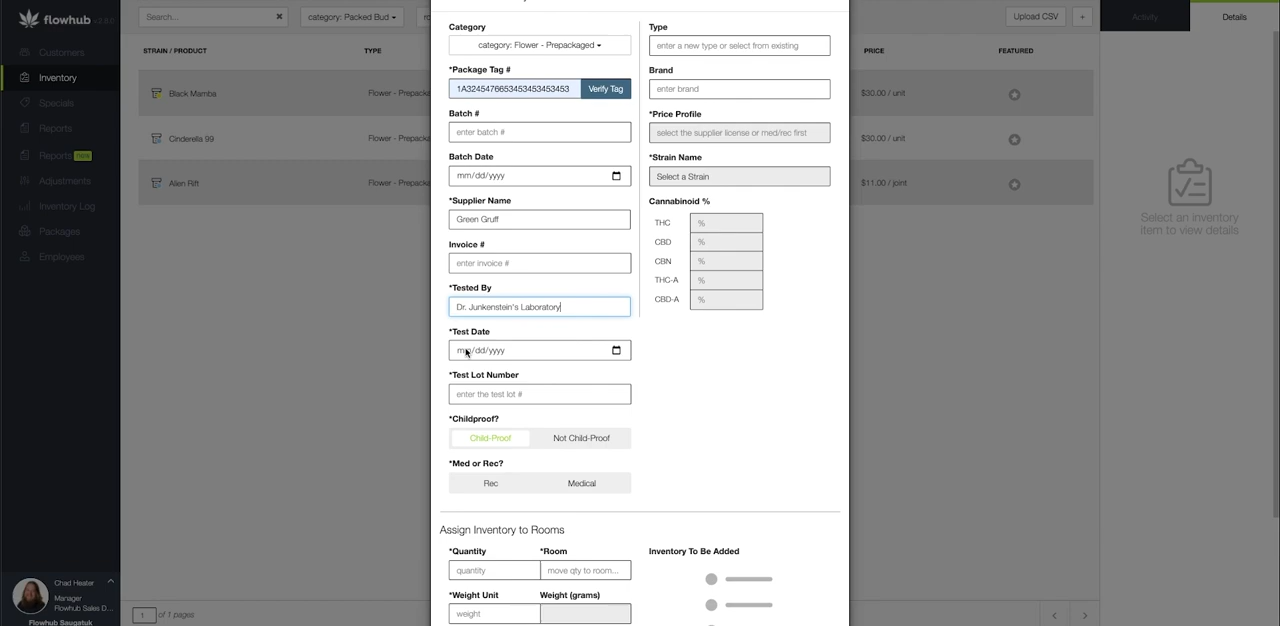 flowhub v 2.8.0
Customers
Inventory
Specials
Reports
Reports
Adjustments
Inventory Log
Packages
Employees
Chad Heater
Manager
Flowhub Sales D...
Flowhub Saugatuk
Search...
category: Packed Bud
STRAIN / PRODUCT
TYPE
Black Mamba
Flower - Prepacka
Cinderella 99
Flower - Prepacka
Alien Rift
Flower - Prepacka
1 of 1 pages
Category
category: Flower - Prepackaged
*Package Tag #
1A3245476653453453453453
Verify Tag
Batch #
enter batch #
Batch Date
mm/dd/yyyy
*Supplier Name
Green Gruff
Invoice #
enter invoice #
*Tested By
Dr. Junkenstein's Laboratory
*Test Date
mm/dd/yyyy
*Test Lot Number
enter the test lot #
*Childproof?
Child-Proof Not Child-Proof
*Med or Rec?
Rec Medical
Type
enter a new type or select from existing
Brand
enter brand
*Price Profile
select the supplier license or med/rec first
*Strain Name
Select a Strain
Cannabinoid %
THC %
CBD %
CBN %
THC-A %
CBD-A %
Assign Inventory to Rooms
*Quantity *Room
quantity move qty to room...
*Weight Unit Weight (grams)
weight
Inventory To Be Added
Upload CSV +
PRICE FEATURED
$30.00 / unit
$30.00 / unit
$11.00 / joint
Activity Details
Select an inventory
item to view details